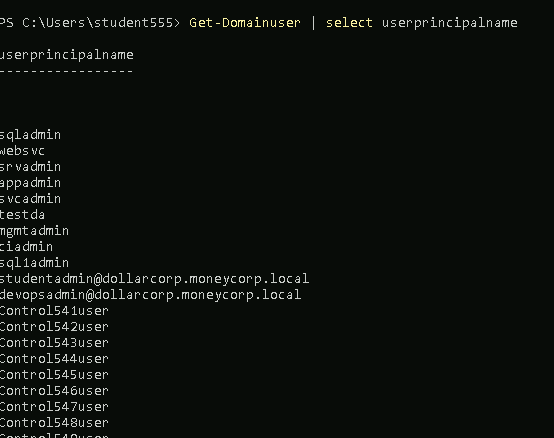 PS C:\Users\student555> Get-Domainuser | select userprincipalname
userprincipalname
-----------------
sqladmin
websvc
srvadmin
appadmin
svcadmin
testda
mgmtadmin
ciadmin
sql1admin
studentadmin@dollarcorp.moneycorp.local
devopsadmin@dollarcorp.moneycorp.local
Control541user
Control542user
Control543user
Control544user
Control545user
Control546user
Control547user
Control548user